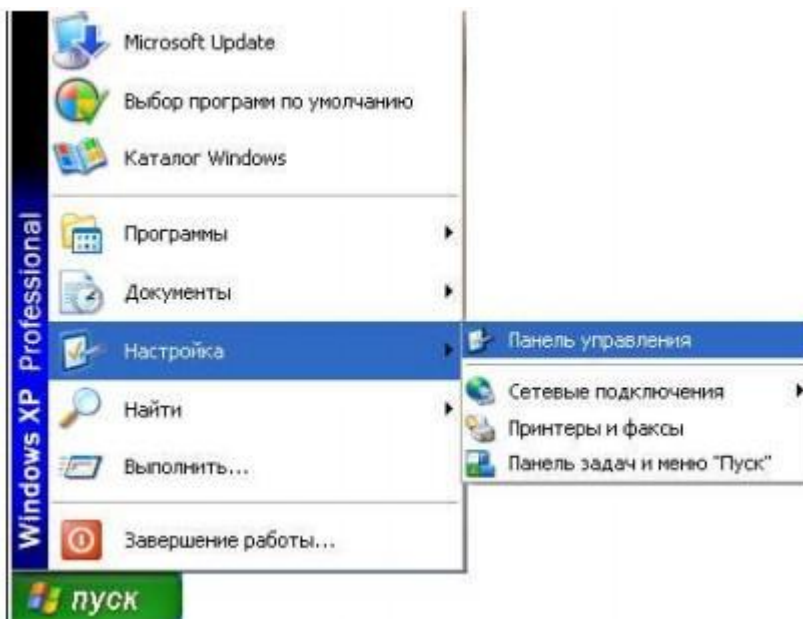 Microsoft Update
Выбор программ по умолчанию
Каталог Windows
Программы
Документы
Настройка
Найти
Выполнить...
Завершение работы...
Панель управления
Сетевые подключения
Принтеры и факсы
Панель задач и меню "Пуск"
Windows XP Professional
пуск